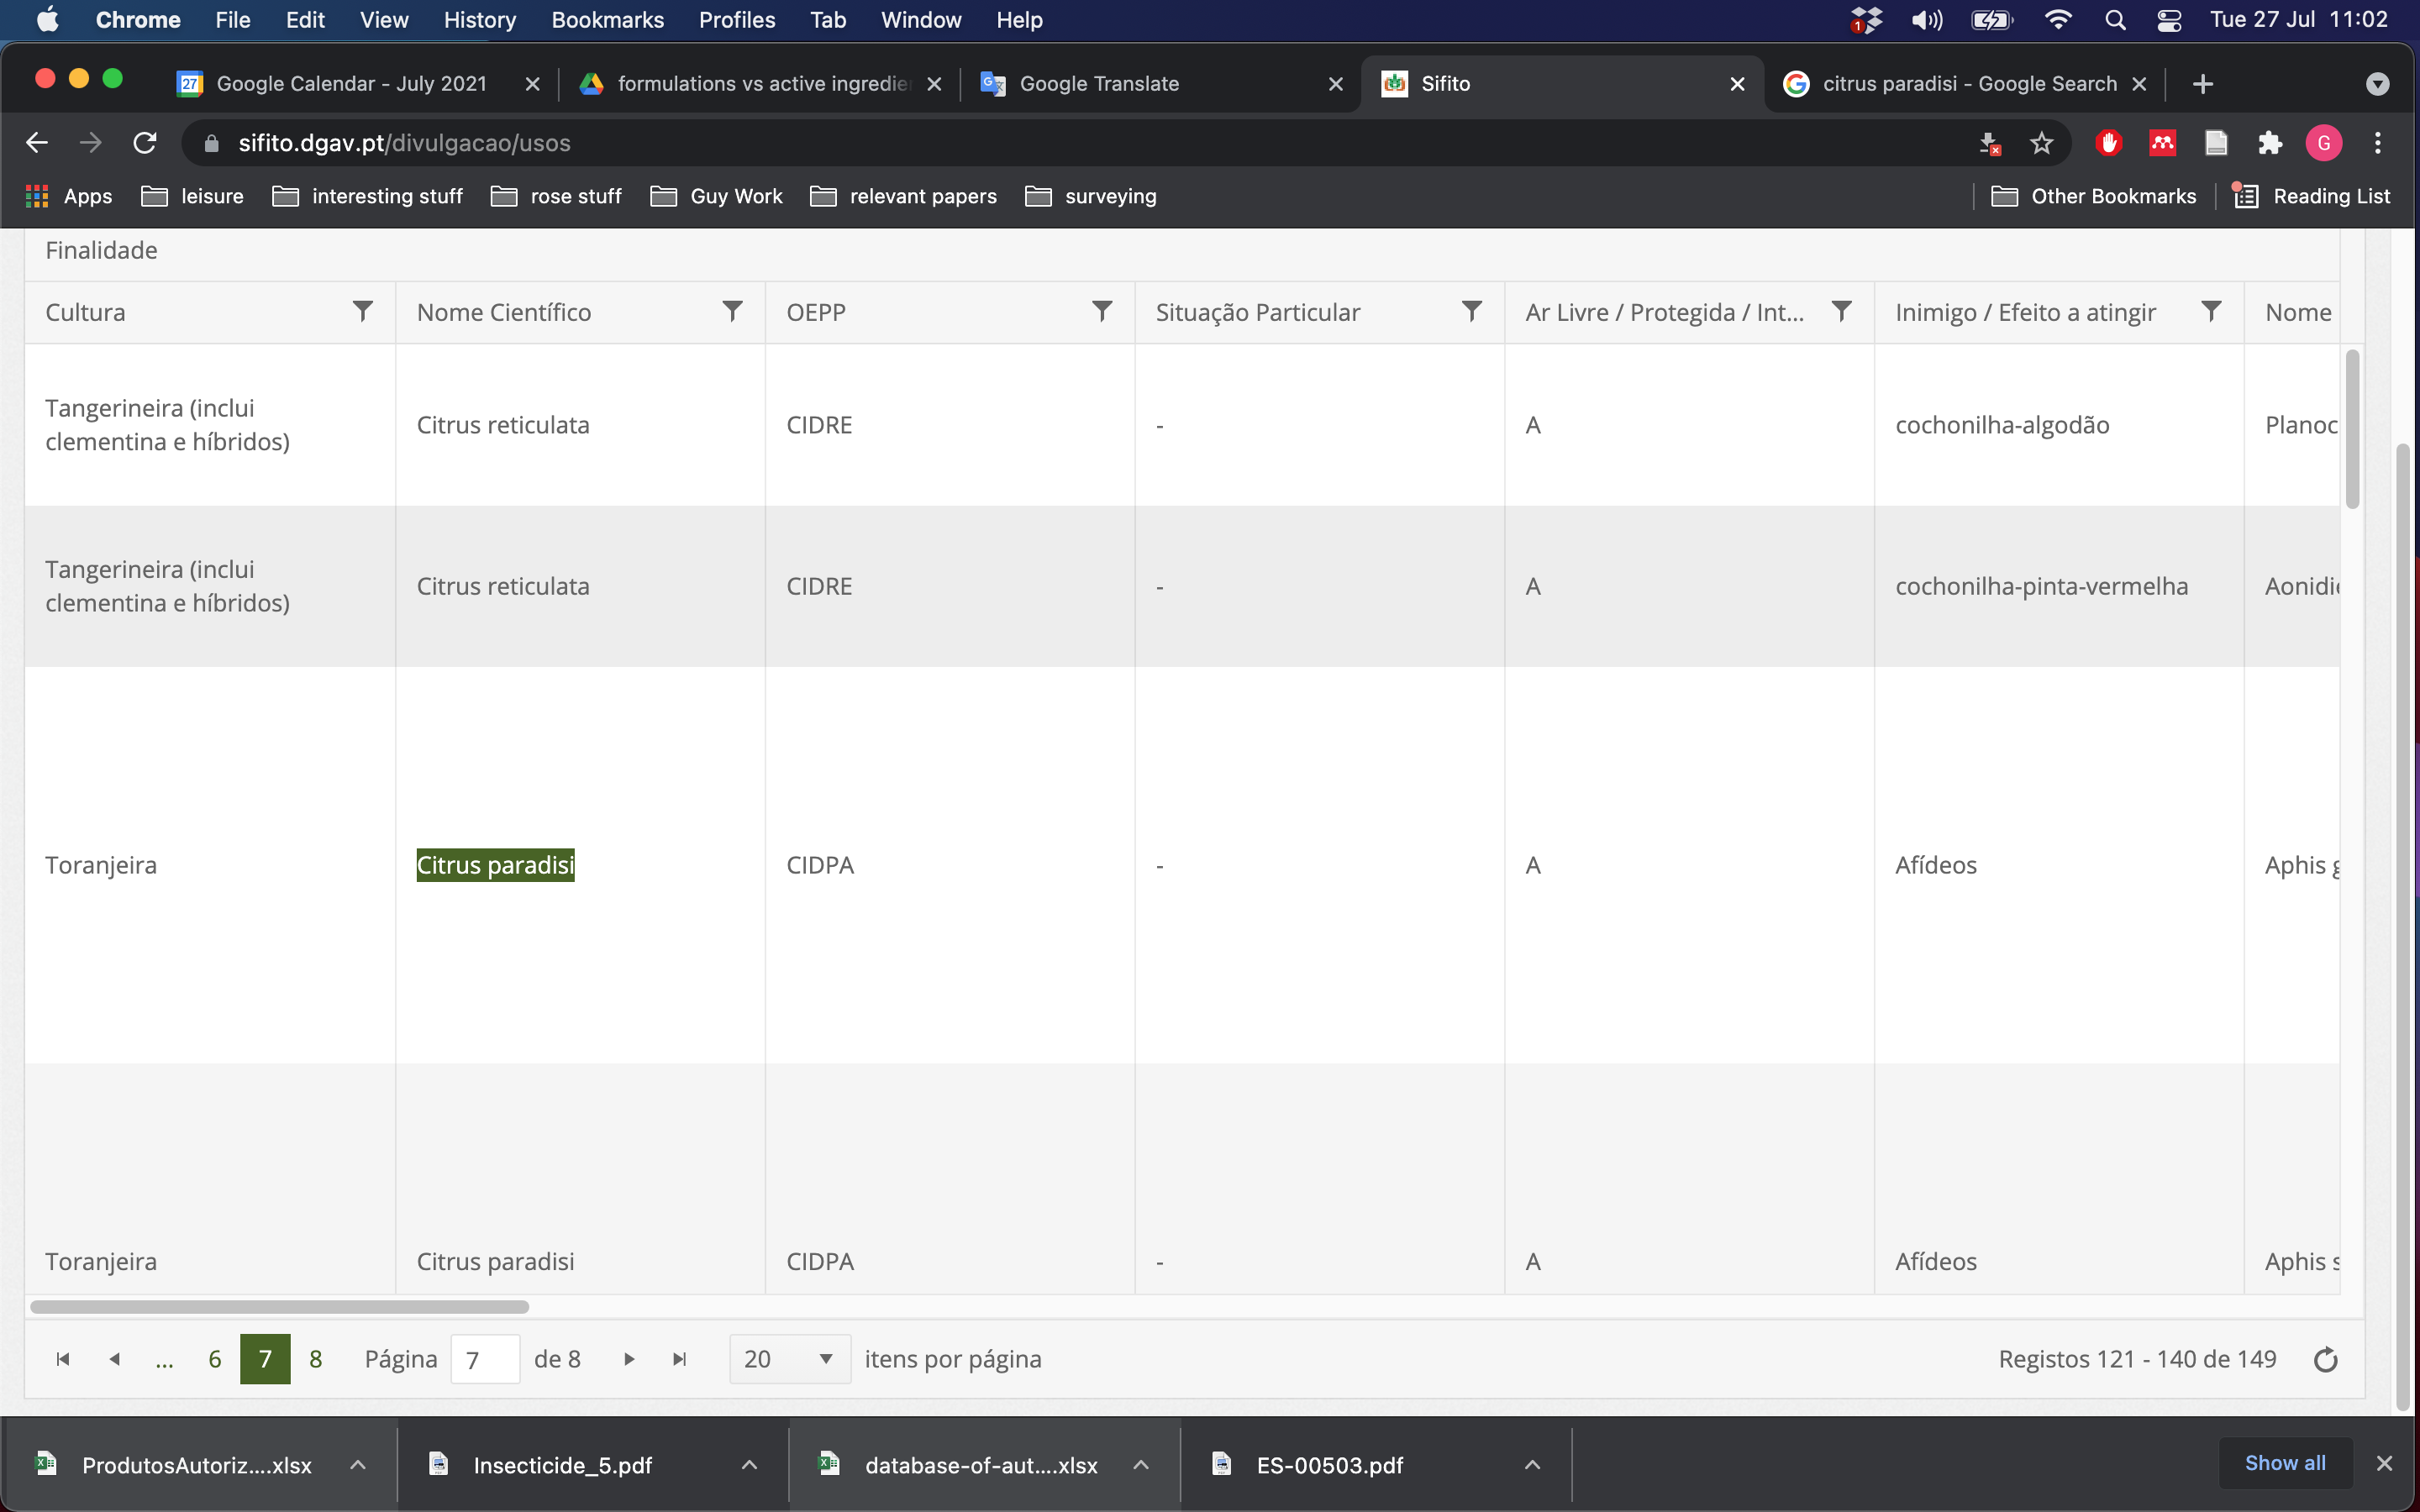 Chrome File Edit View History Bookmarks Profiles Tab Window Help 1 Tue 27 Jul 11:02
27 Google Calendar - July 2021 formulations vs active ingredie Google Translate Sifito citrus paradisi - Google Search
sifito.dgav.pt/divulgacao/usos G
Apps leisure interesting stuff rose stuff Guy Work relevant papers surveying Other Bookmarks Reading List
Finalidade
Cultura Nome Científico OEPP Situação Particular Ar Livre / Protegida / Int... Inimigo / Efeito a atingir Nome
Tangerineira (inclui
clementina e híbridos) Citrus reticulata CIDRE - A cochonilha-algodão Planoc
Tangerineira (inclui
clementina e híbridos) Citrus reticulata CIDRE - A cochonilha-pinta-vermelha Aonidi
Toranjeira Citrus paradisi CIDPA - A Afídeos Aphis g
Toranjeira Citrus paradisi CIDPA - A Afídeos Aphis s
... 6 7 8 Página 7 de 8 20 itens por página Registos 121 - 140 de 149
ProdutosAutoriz....xlsx Insecticide_5.pdf database-of-aut....xlsx ES-00503.pdf Show all